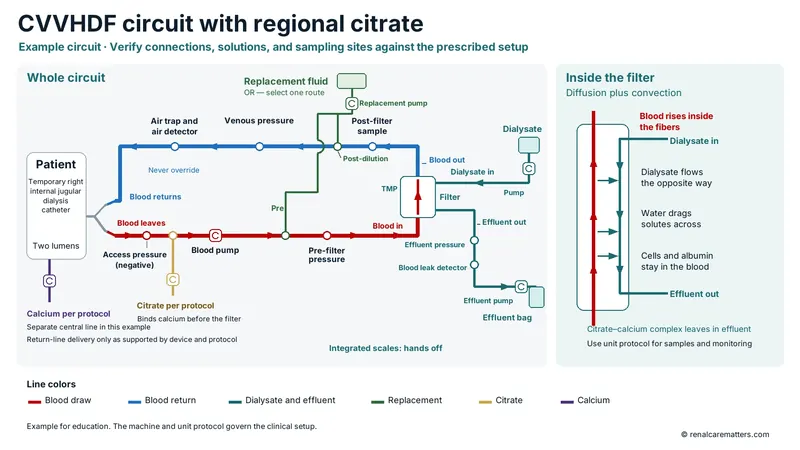 CVVHDF circuit with regional citrate
Example circuit · Verify connections, solutions, and sampling sites against the prescribed setup
Whole circuit
Replacement fluid
OR — select one route
Replacement pump
C
Air trap and
air detector
Venous pressure
Post-filter
sample
Dialysate
C
Patient
Temporary right
internal jugular
dialysis
catheter
Two lumens
Never override
Post-dilution
Blood out
Dialysate in
Pump
TMP
Filter
Blood returns
Pre
Blood leaves
Blood in
Effluent out
C
Access pressure
(negative)
Blood pump
Pre-filter
pressure
Effluent pressure
Blood leak detector
C
C
C
Citrate per protocol
Binds calcium before the filter
Effluent pump
Effluent bag
Calcium per protocol
Separate central line in this example
Return-line delivery only as supported by device and protocol
Integrated scales: hands off
Inside the filter
Diffusion plus convection
Blood rises inside
the fibers
Dialysate in
Dialysate flows
the opposite way
Water drags
solutes across
Cells and albumin
stay in the blood
Effluent out
Citrate–calcium complex leaves in effluent
Use unit protocol for samples and monitoring
Line colors
Blood draw
Blood return
Dialysate and effluent
Replacement
Citrate
Calcium
Example for education. The machine and unit protocol govern the clinical setup.
© renalcarematters.com